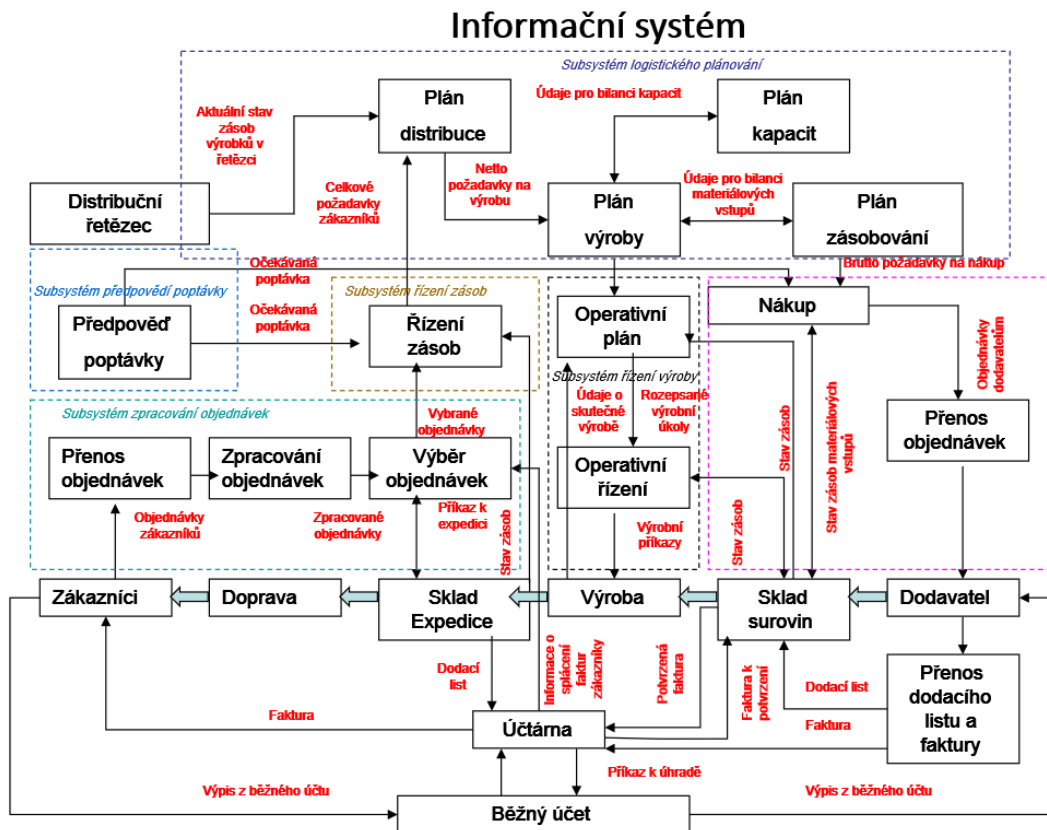 Informační systém
Subsystém logistického plánování
Aktuální stav
zásob
výrobků v
řetězci
Plán
distribuce
Údaje pro bilanci kapacit
Plán
kapacit
Distribuční
řetězec
Celkové
požadavky
zákazníků
Netto
požadavky na
výrobu
Plán
výroby
Údaje pro bilanci
materiálových
vstupů
Plán
zásobování
Očekávaná
poptávka
Brutto požadavky na nákup
Subsystém předpovědí poptávky
Subsystém řízení zásob
Předpověď
poptávky
Očekávaná
poptávka
Řízení
zásob
Operativní
plán
Nákup
Objednávky
dodavatelům
Subsystém řízení výroby
Údaje o
skutečné
výrobě
Rozepsané
výrobní
úkoly
Stav zásob
Stav zásob materiálových
vstupů
Přenos
objednávek
Subsystém zpracování objednávek
Vybrané
objednávky
Přenos
objednávek
Zpracování
objednávek
Výběr
objednávek
Operativní
řízení
Objednávky
zákazníků
Zpracované
objednávky
Příkaz k
expedici
Stav zásob
Výrobní
příkazy
Stav zásob
Zákazníci
Doprava
Sklad
Expedice
Výroba
Sklad
surovin
Dodavatel
Dodací
list
Informace o
splácení
faktur
zákazníky
Potvrzená
faktura
Faktura k
potvrzení
Dodací list
Faktura
Přenos
dodacího
listu a
faktury
Faktura
Účtárna
Příkaz k úhradě
Výpis z běžného účtu
Běžný účet
Výpis z běžného účtu